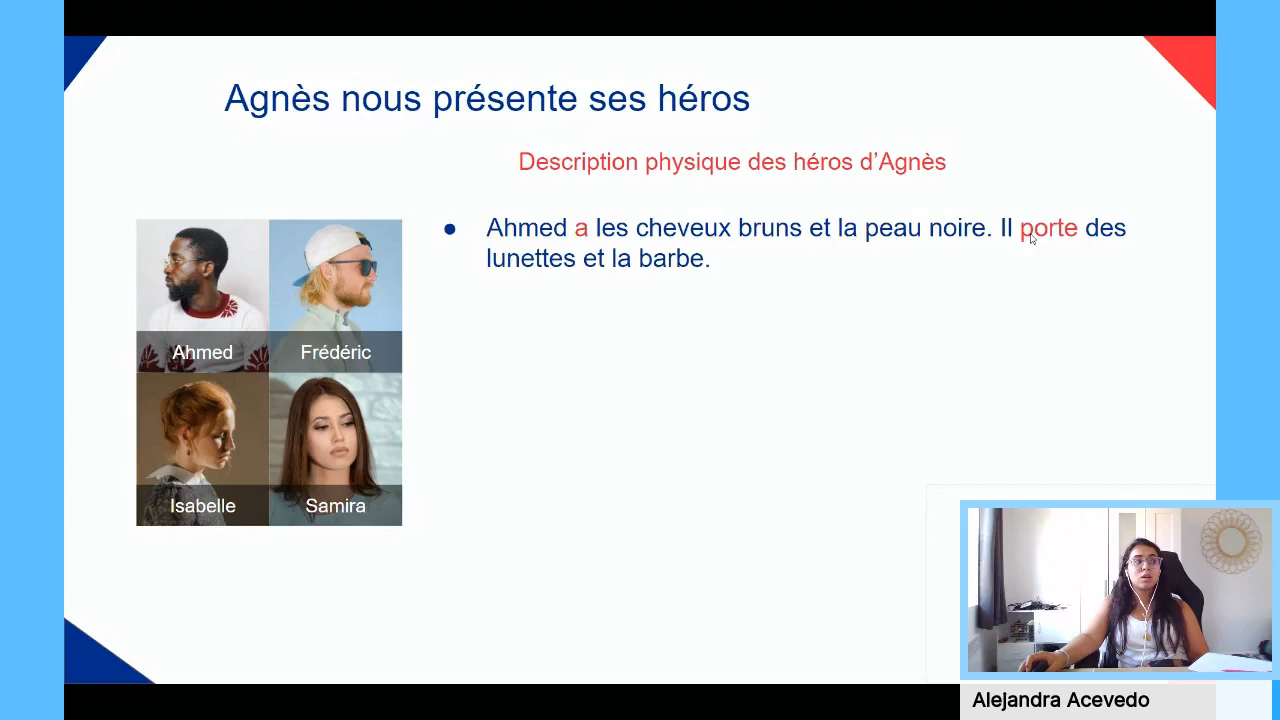 Agnès nous présente ses héros
Description physique des héros d’Agnès
● Ahmed a les cheveux bruns et la peau noire. Il porte des
lunettes et la barbe.
Ahmed
Frédéric
Isabelle
Samira
Alejandra Acevedo